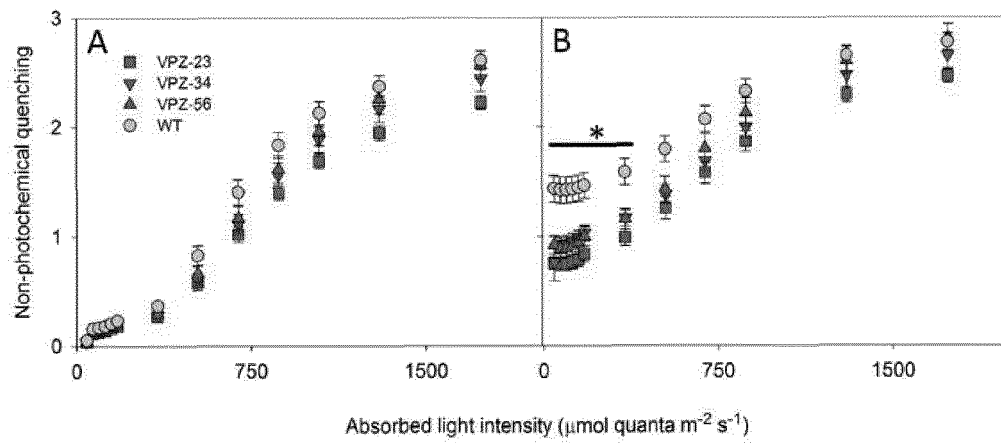 3
2
1
0
Non-photochemical quenching
A
VPZ-23
VPZ-34
VPZ-56
WT
B
*
0
750
1500
0
750
1500
Absorbed light intensity (μmol quanta m⁻² s⁻¹)